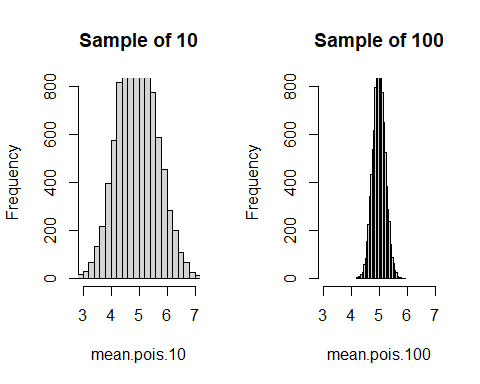 Sample of 10
Frequency
0 200 400 600 800
3 4 5 6 7
mean.pois.10
Sample of 100
Frequency
0 200 400 600 800
3 4 5 6 7
mean.pois.100